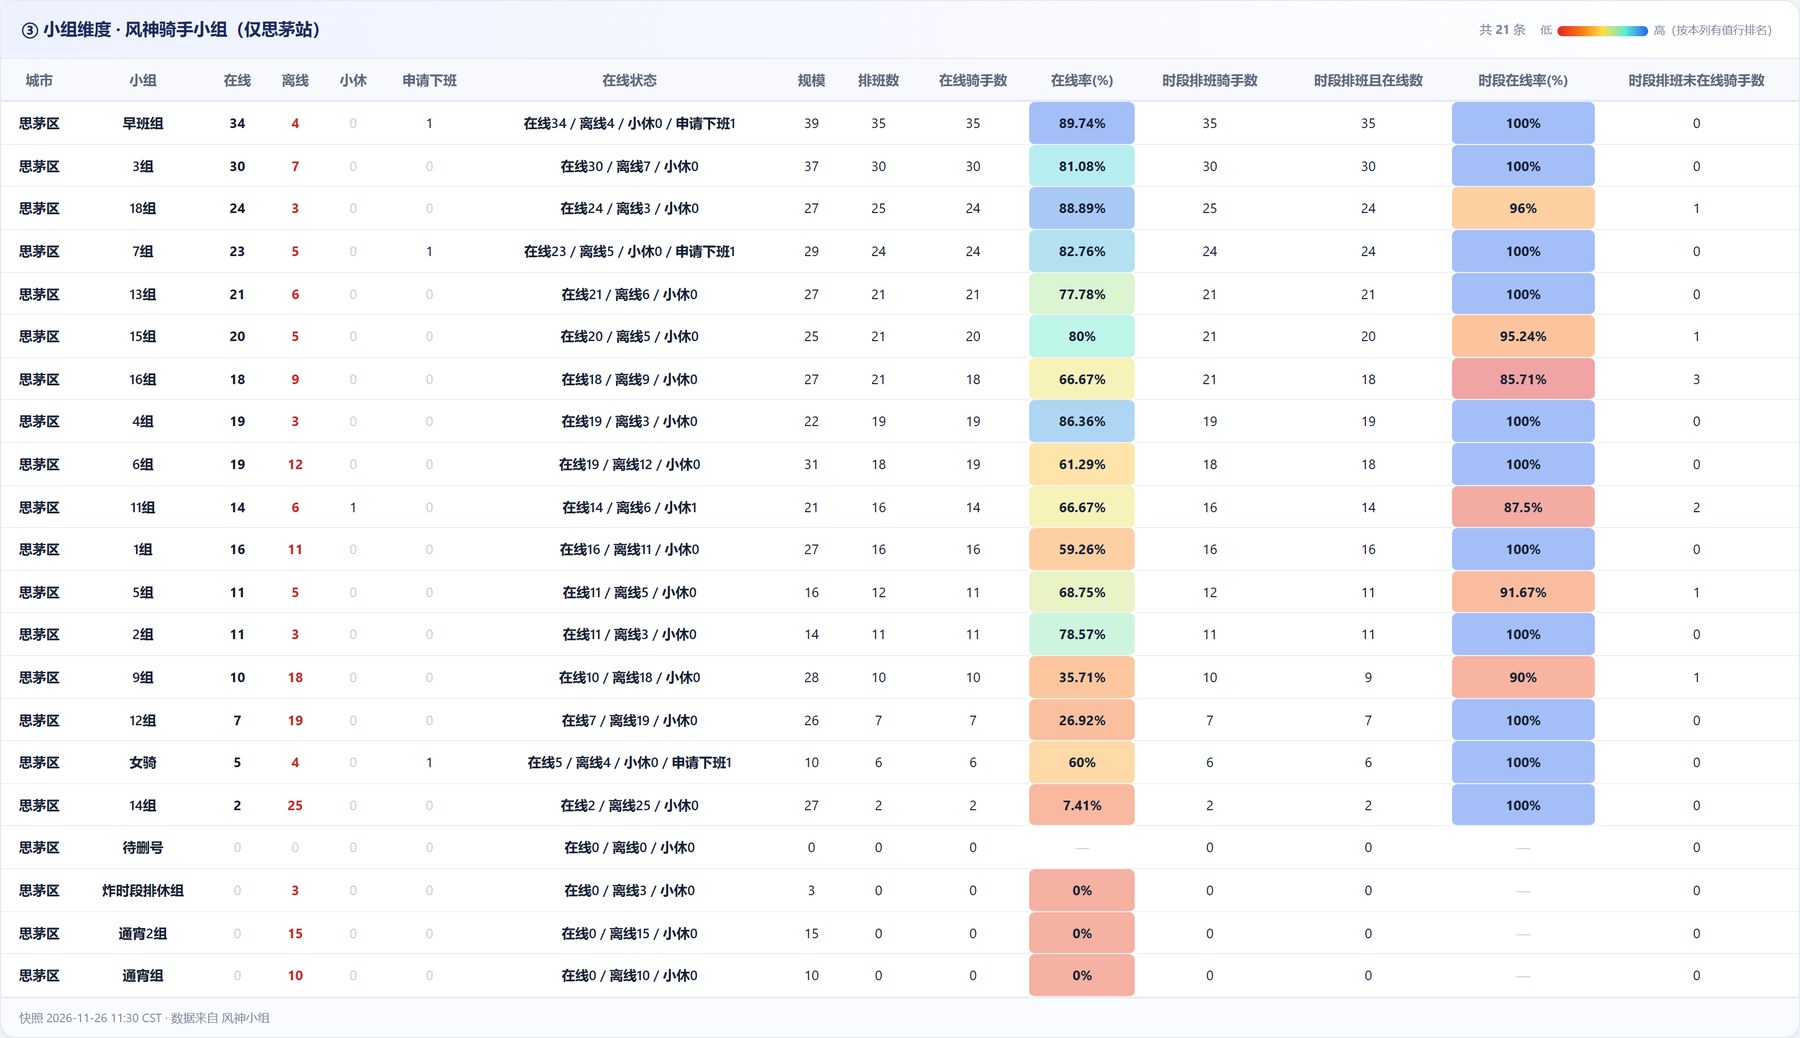 ③ 小组维度 · 风神骑手小组（仅思茅站）
共 21 条 低 高 (按本列有值行排名)
城市 小组 在线 离线 小休 申请下班 在线状态 规模 排班数 在线骑手数 在线率(%) 时段排班骑手数 时段排班且在线数 时段在线率(%) 时段排班未在线骑手数
思茅区 早班组 34 4 0 1 在线34 / 离线4 / 小休0 / 申请下班1 39 35 35 89.74% 35 35 100% 0
思茅区 3组 30 7 0 0 在线30 / 离线7 / 小休0 37 30 30 81.08% 30 30 100% 0
思茅区 18组 24 3 0 0 在线24 / 离线3 / 小休0 27 25 24 88.89% 25 24 96% 1
思茅区 7组 23 5 0 1 在线23 / 离线5 / 小休0 / 申请下班1 29 24 24 82.76% 24 24 100% 0
思茅区 13组 21 6 0 0 在线21 / 离线6 / 小休0 27 21 21 77.78% 21 21 100% 0
思茅区 15组 20 5 0 0 在线20 / 离线5 / 小休0 25 21 20 80% 21 20 95.24% 1
思茅区 16组 18 9 0 0 在线18 / 离线9 / 小休0 27 21 18 66.67% 21 18 85.71% 3
思茅区 4组 19 3 0 0 在线19 / 离线3 / 小休0 22 19 19 86.36% 19 19 100% 0
思茅区 6组 19 12 0 0 在线19 / 离线12 / 小休0 31 18 19 61.29% 18 18 100% 0
思茅区 11组 14 6 1 0 在线14 / 离线6 / 小休1 21 16 14 66.67% 16 14 87.5% 2
思茅区 1组 16 11 0 0 在线16 / 离线11 / 小休0 27 16 16 59.26% 16 16 100% 0
思茅区 5组 11 5 0 0 在线11 / 离线5 / 小休0 16 12 11 68.75% 12 11 91.67% 1
思茅区 2组 11 3 0 0 在线11 / 离线3 / 小休0 14 11 11 78.57% 11 11 100% 0
思茅区 9组 10 18 0 0 在线10 / 离线18 / 小休0 28 10 10 35.71% 10 9 90% 1
思茅区 12组 7 19 0 0 在线7 / 离线19 / 小休0 26 7 7 26.92% 7 7 100% 0
思茅区 女骑 5 4 0 1 在线5 / 离线4 / 小休0 / 申请下班1 10 6 6 60% 6 6 100% 0
思茅区 14组 2 25 0 0 在线2 / 离线25 / 小休0 27 2 2 7.41% 2 2 100% 0
思茅区 待删号 0 0 0 0 在线0 / 离线0 / 小休0 0 0 0 — 0 0 — 0
思茅区 炸时段排休组 0 3 0 0 在线0 / 离线3 / 小休0 3 0 0 0% 0 0 — 0
思茅区 通宵2组 0 15 0 0 在线0 / 离线15 / 小休0 15 0 0 0% 0 0 — 0
思茅区 通宵组 0 10 0 0 在线0 / 离线10 / 小休0 10 0 0 0% 0 0 — 0
快照 2026-11-26 11:30 CST · 数据来自 风神小组